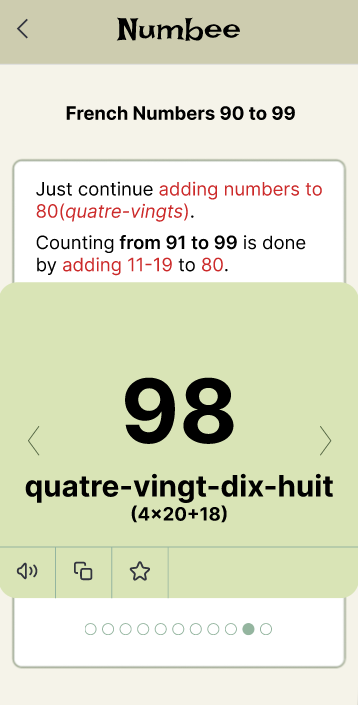 Numbee
French Numbers 90 to 99
Just continue adding numbers to
80(quatre-vingts).
Counting from 91 to 99 is done
by adding 11-19 to 80.
98
quatre-vingt-dix-huit
(4×20+18)